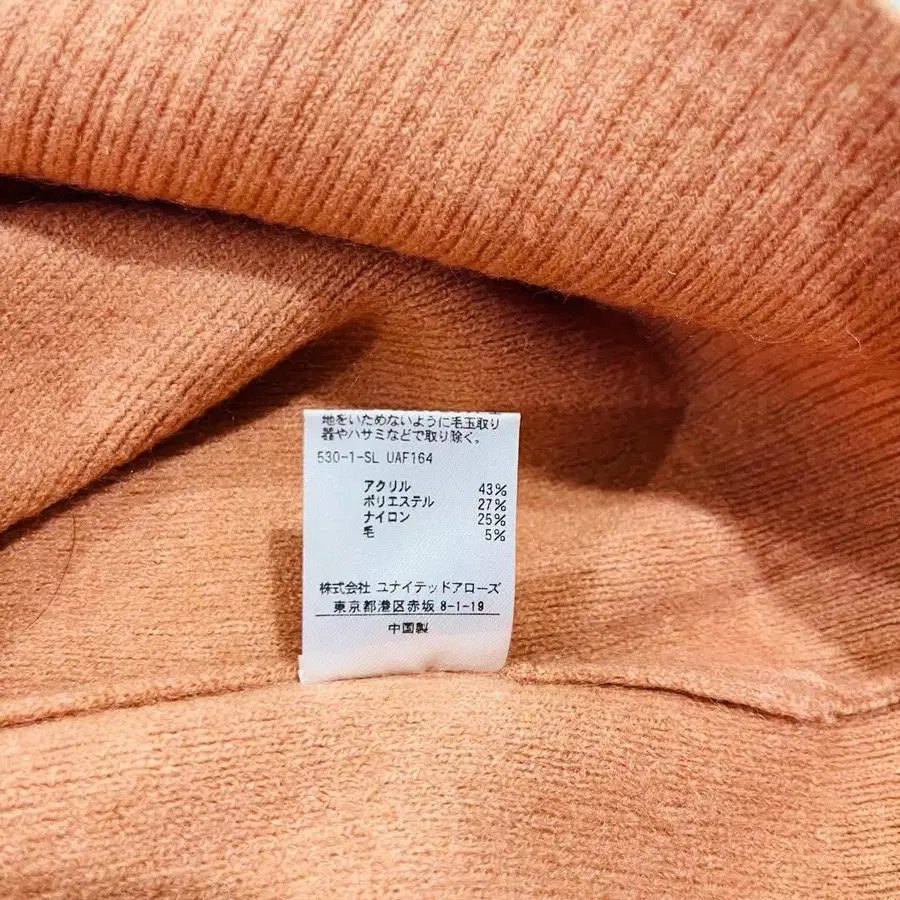 地をいためないように毛玉取り
器やハサミなどで取り除く。
530-1-SL UAF164
アクリル 43%
ポリエステル 27%
ナイロン 25%
毛 5%
株式会社 ユナイテッドアローズ
東京都港区赤坂 8-1-19
中国製